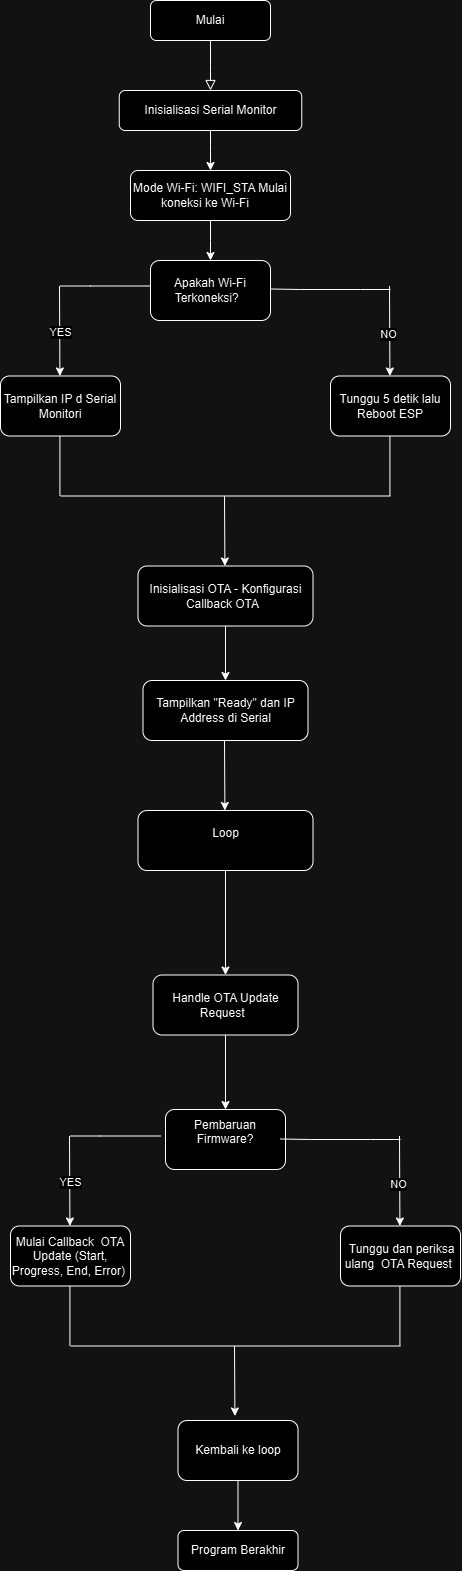 Mulai
Inisialisasi Serial Monitor
Mode Wi-Fi: WIFI_STA Mulai
koneksi ke Wi-Fi
Apakah Wi-Fi
Terkoneksi?
YES
NO
Tampilkan IP d Serial
Monitori
Tunggu 5 detik lalu
Reboot ESP
Inisialisasi OTA - Konfigurasi
Callback OTA
Tampilkan "Ready" dan IP
Address di Serial
Loop
Handle OTA Update
Request
Pembaruan
Firmware?
YES
NO
Mulai Callback  OTA
Update (Start,
Progress, End, Error)
Tunggu dan periksa
ulang  OTA Request
Kembali ke loop
Program Berakhir